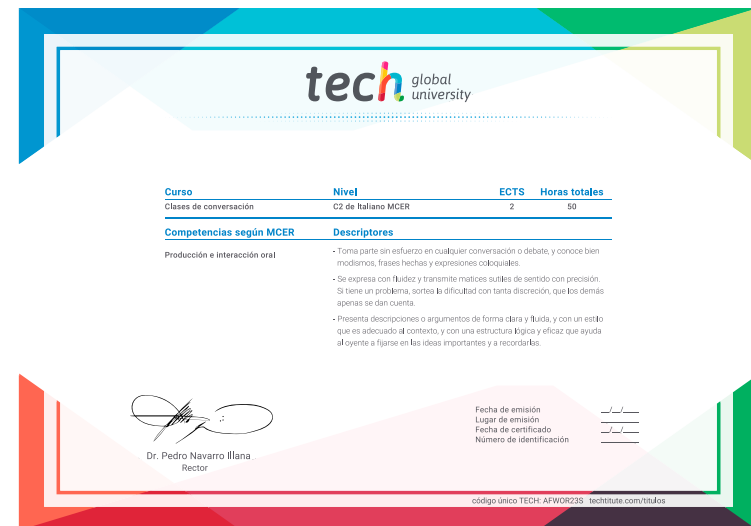 tech global university
Curso Nivel ECTS Horas totales
Clases de conversación C2 de Italiano MCER 2 50
Competencias según MCER Descriptores
Producción e interacción oral
- Toma parte sin esfuerzo en cualquier conversación o debate, y conoce bien
modismos, frases hechas y expresiones coloquiales.
- Se expresa con fluidez y transmite matices sutiles de sentido con precisión.
Si tiene un problema, sortea la dificultad con tanta discreción, que los demás
apenas se dan cuenta.
- Presenta descripciones o argumentos de forma clara y fluida, y con un estilo
que es adecuado al contexto, y con una estructura lógica y eficaz que ayuda
al oyente a fijarse en las ideas importantes y a recordarlas.
Dr. Pedro Navarro Illana
Rector
Fecha de emisión __/__/____
Lugar de emisión ________
Fecha de certificado __/__/____
Número de identificación ________
código único TECH: AFWOR23S techtitute.com/titulos